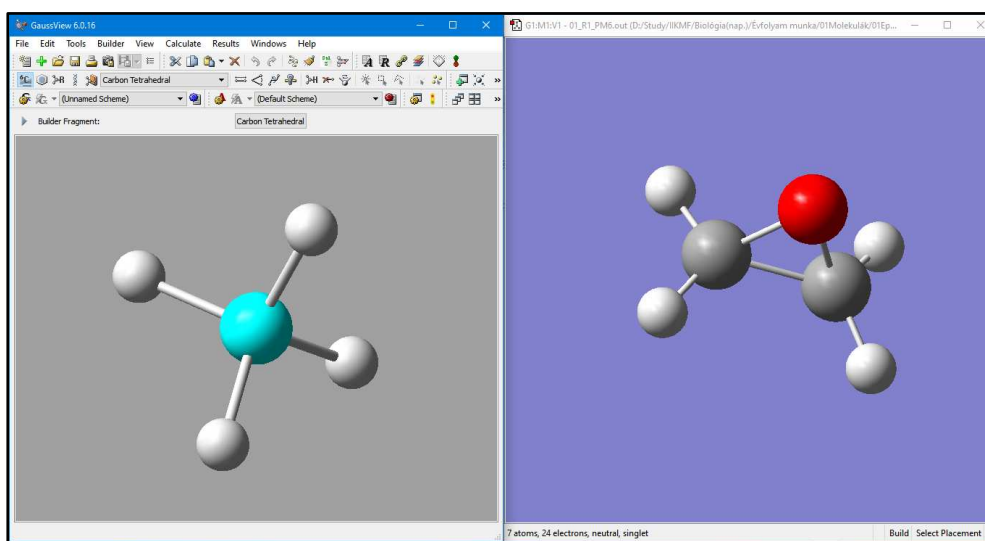 GaussView 6.0.16
File Edit Tools Builder View Calculate Results Windows Help
Carbon Tetrahedral
(Unnamed Scheme) (Default Scheme)
Builder Fragment: Carbon Tetrahedral
G1:M1:V1 - 01_R1_PM6.out (D:/Study/IIKMF/Biológia(nap.)/Évfolyam munka/01Molekulák/01Ep...
7 atoms, 24 electrons, neutral, singlet Build Select Placement